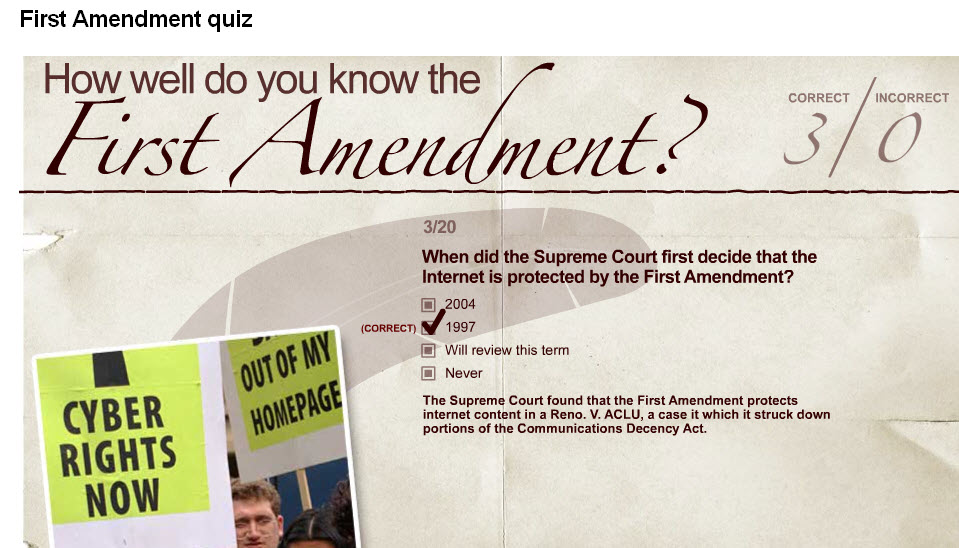 First Amendment quiz
How well do you know the
First Amendment?
CORRECT / INCORRECT
3 / 0
3/20
When did the Supreme Court first decide that the
Internet is protected by the First Amendment?
2004
(CORRECT) 1997
Will review this term
Never
The Supreme Court found that the First Amendment protects
internet content in a Reno. V. ACLU, a case it which it struck down
portions of the Communications Decency Act.
CYBER
RIGHTS
NOW
OUT OF MY
HOMEPAGE